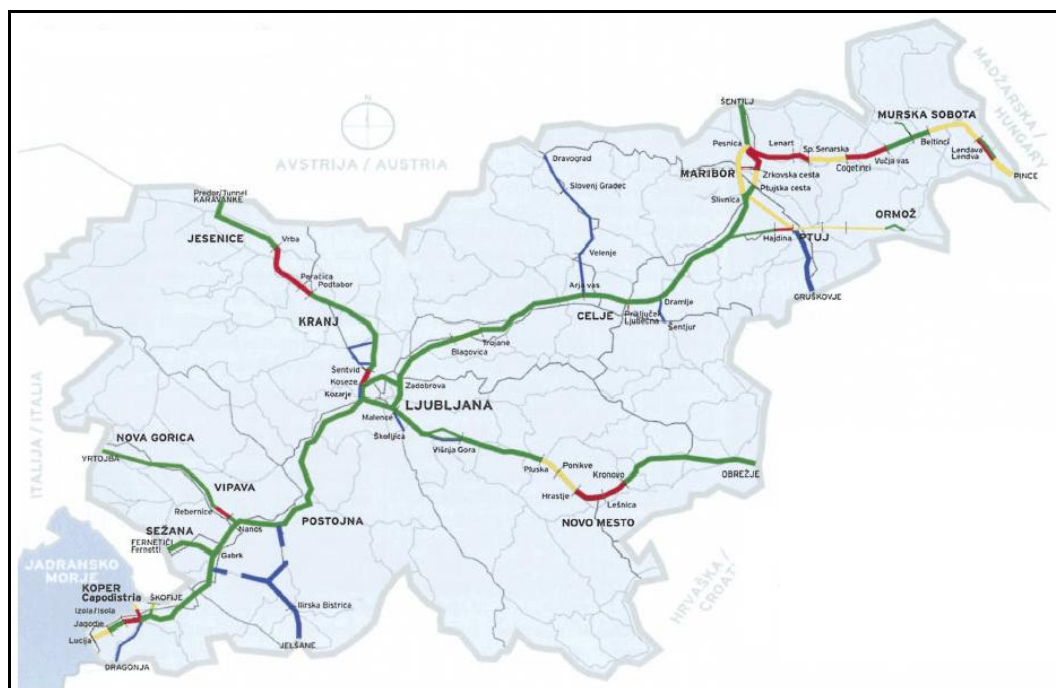 N
AVSTRIJA / AUSTRIA
MADŽARSKA /
HUNGARY
ŠENTILJ
MURSKA SOBOTA
Pesnica
Lenart
Sp. Senarska
Cogetinci
Vučja vas
Beltinci
Lendava
Lendva
PINCE
Dravograd
Slovenj Gradec
MARIBOR
Zrkovska cesta
Ptujska cesta
Slivnica
ORMOŽ
Hajdina
PTUJ
GRUŠKOVJE
Predor/Tunnel
KARAVANKE
JESENICE
Vrba
Peračica
Podtabor
KRANJ
Velenje
Arja vas
CELJE
Dramlje
Priključek
Ljubečna
Šentjur
Trojane
Blagovica
Šentvid
Koseze
Kozarje
Zadobrova
LJUBLJANA
Malence
Škofljica
Višnja Gora
ITALIJA / ITALIA
NOVA GORICA
VRTOJBA
VIPAVA
Rebernice
Nanos
POSTOJNA
Pluska
Ponikve
Kronovo
Hrastje
Lešnica
NOVO MESTO
OBREŽJE
SEŽANA
FERNETIČI
Fernetti
Gabrk
JADRANSKO
MORJE
KOPER
Capodistria
ŠKOFIJE
Izola / Isola
Jagodje
Lucija
DRAGONJA
Ilirska Bistrica
JELŠANE
HRVAŠKA /
CROAT